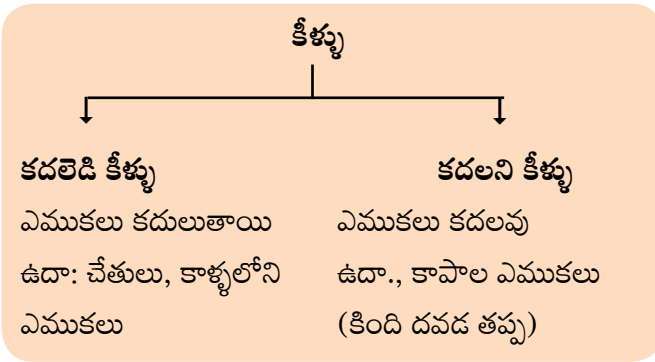 కీళ్ళు
కదలెడి కీళ్ళు
ఎముకలు కదులుతాయి
ఉదా: చేతులు, కాళ్ళలోని
ఎముకలు
కదలని కీళ్ళు
ఎముకలు కదలవు
ఉదా., కాపాల ఎముకలు
(కింది దవడ తప్ప)